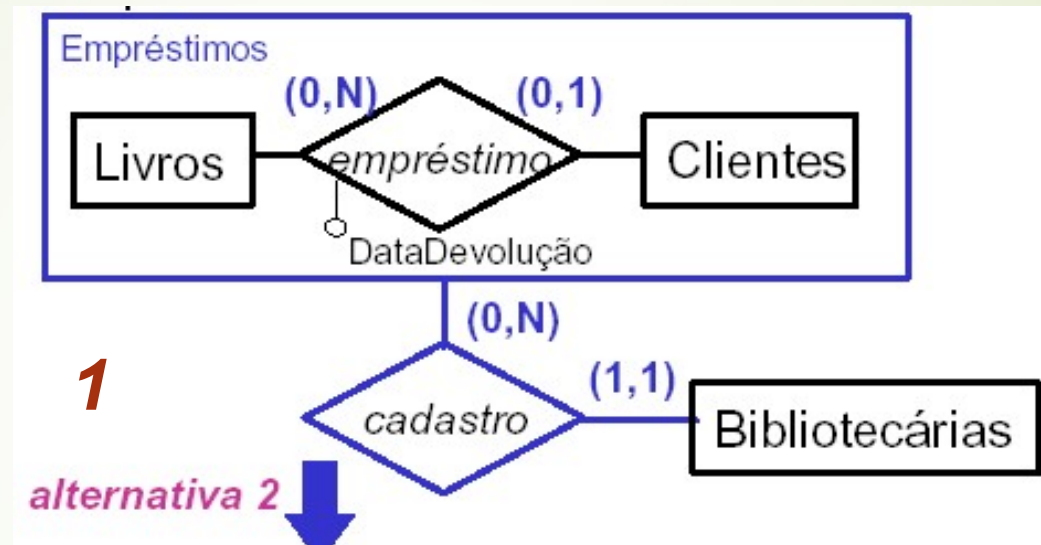 Empréstimos
(0,N) (0,1)
Livros empréstimo Clientes
DataDevolução
(0,N)
1 (1,1)
cadastro Bibliotecárias
alternativa 2